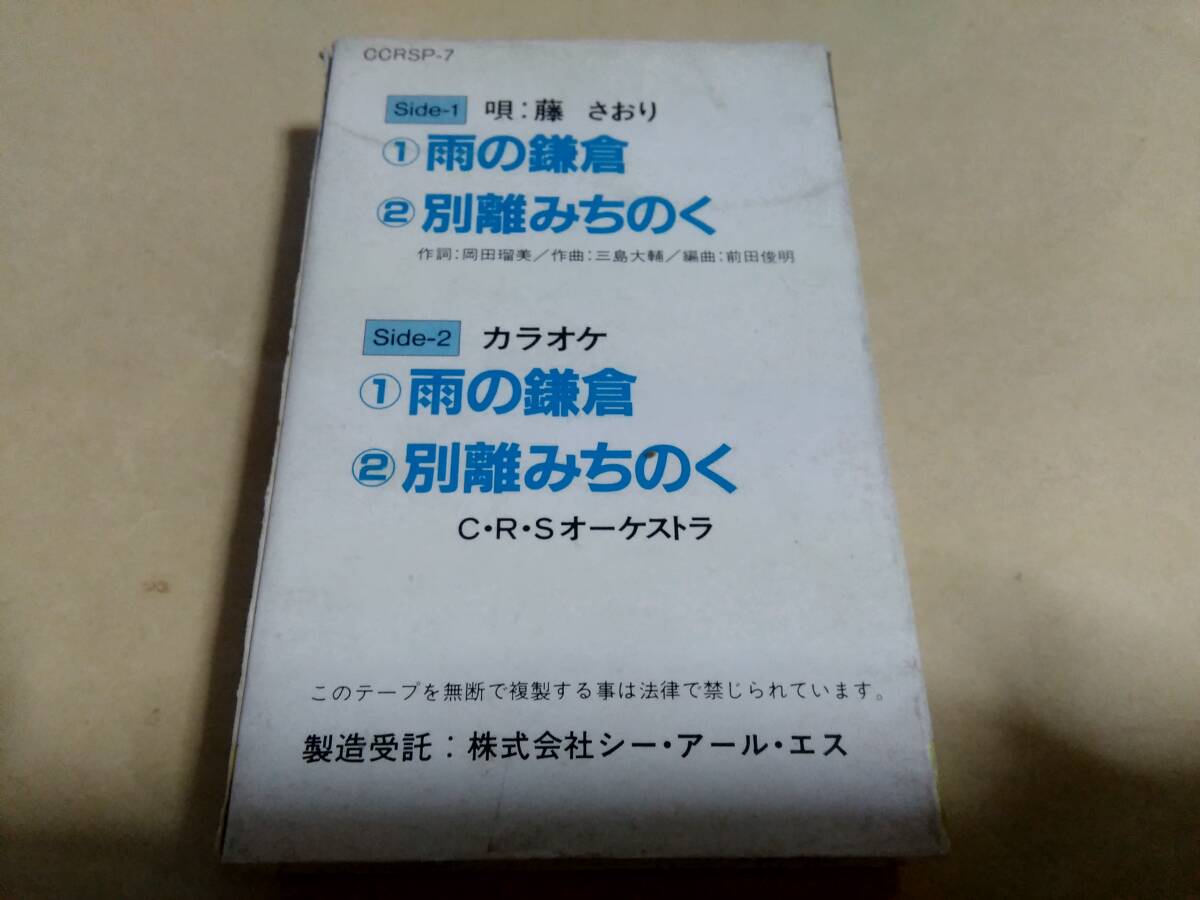 CCRSP-7
Side-1 唄:藤 さおり
①雨の鎌倉
②別離みちのく
作詞:岡田瑠美/作曲:三島大輔/編曲:前田俊明
Side-2 カラオケ
①雨の鎌倉
②別離みちのく
C・R・Sオーケストラ
このテープを無断で複製する事は法律で禁じられています。
製造受託:株式会社シー・アール・エス